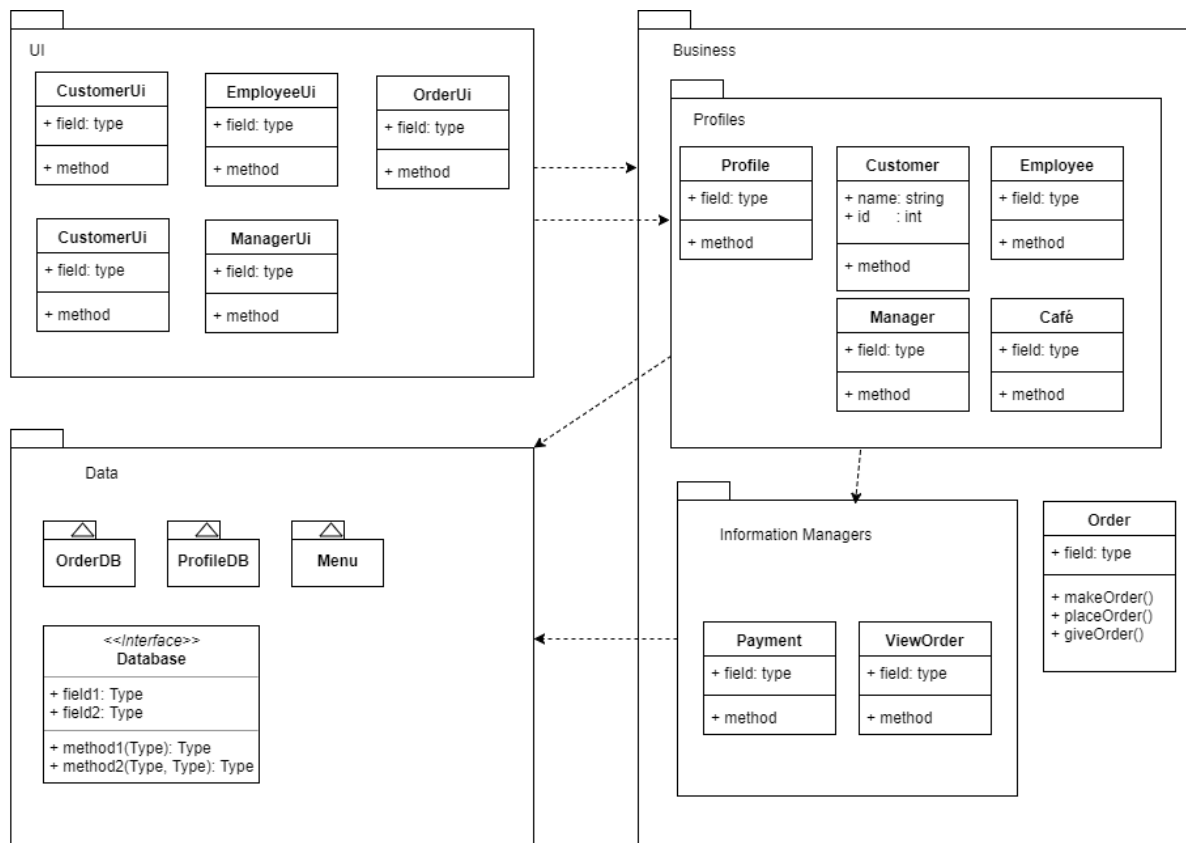 UI
CustomerUi
+ field: type
+ method
EmployeeUi
+ field: type
+ method
OrderUi
+ field: type
+ method
CustomerUi
+ field: type
+ method
ManagerUi
+ field: type
+ method
Business
Profiles
Profile
+ field: type
+ method
Customer
+ name: string
+ id : int
+ method
Employee
+ field: type
+ method
Manager
+ field: type
+ method
Café
+ field: type
+ method
Data
OrderDB
ProfileDB
Menu
<<Interface>>
Database
+ field1: Type
+ field2: Type
+ method1(Type): Type
+ method2(Type, Type): Type
Information Managers
Payment
+ field: type
+ method
ViewOrder
+ field: type
+ method
Order
+ field: type
+ makeOrder()
+ placeOrder()
+ giveOrder()